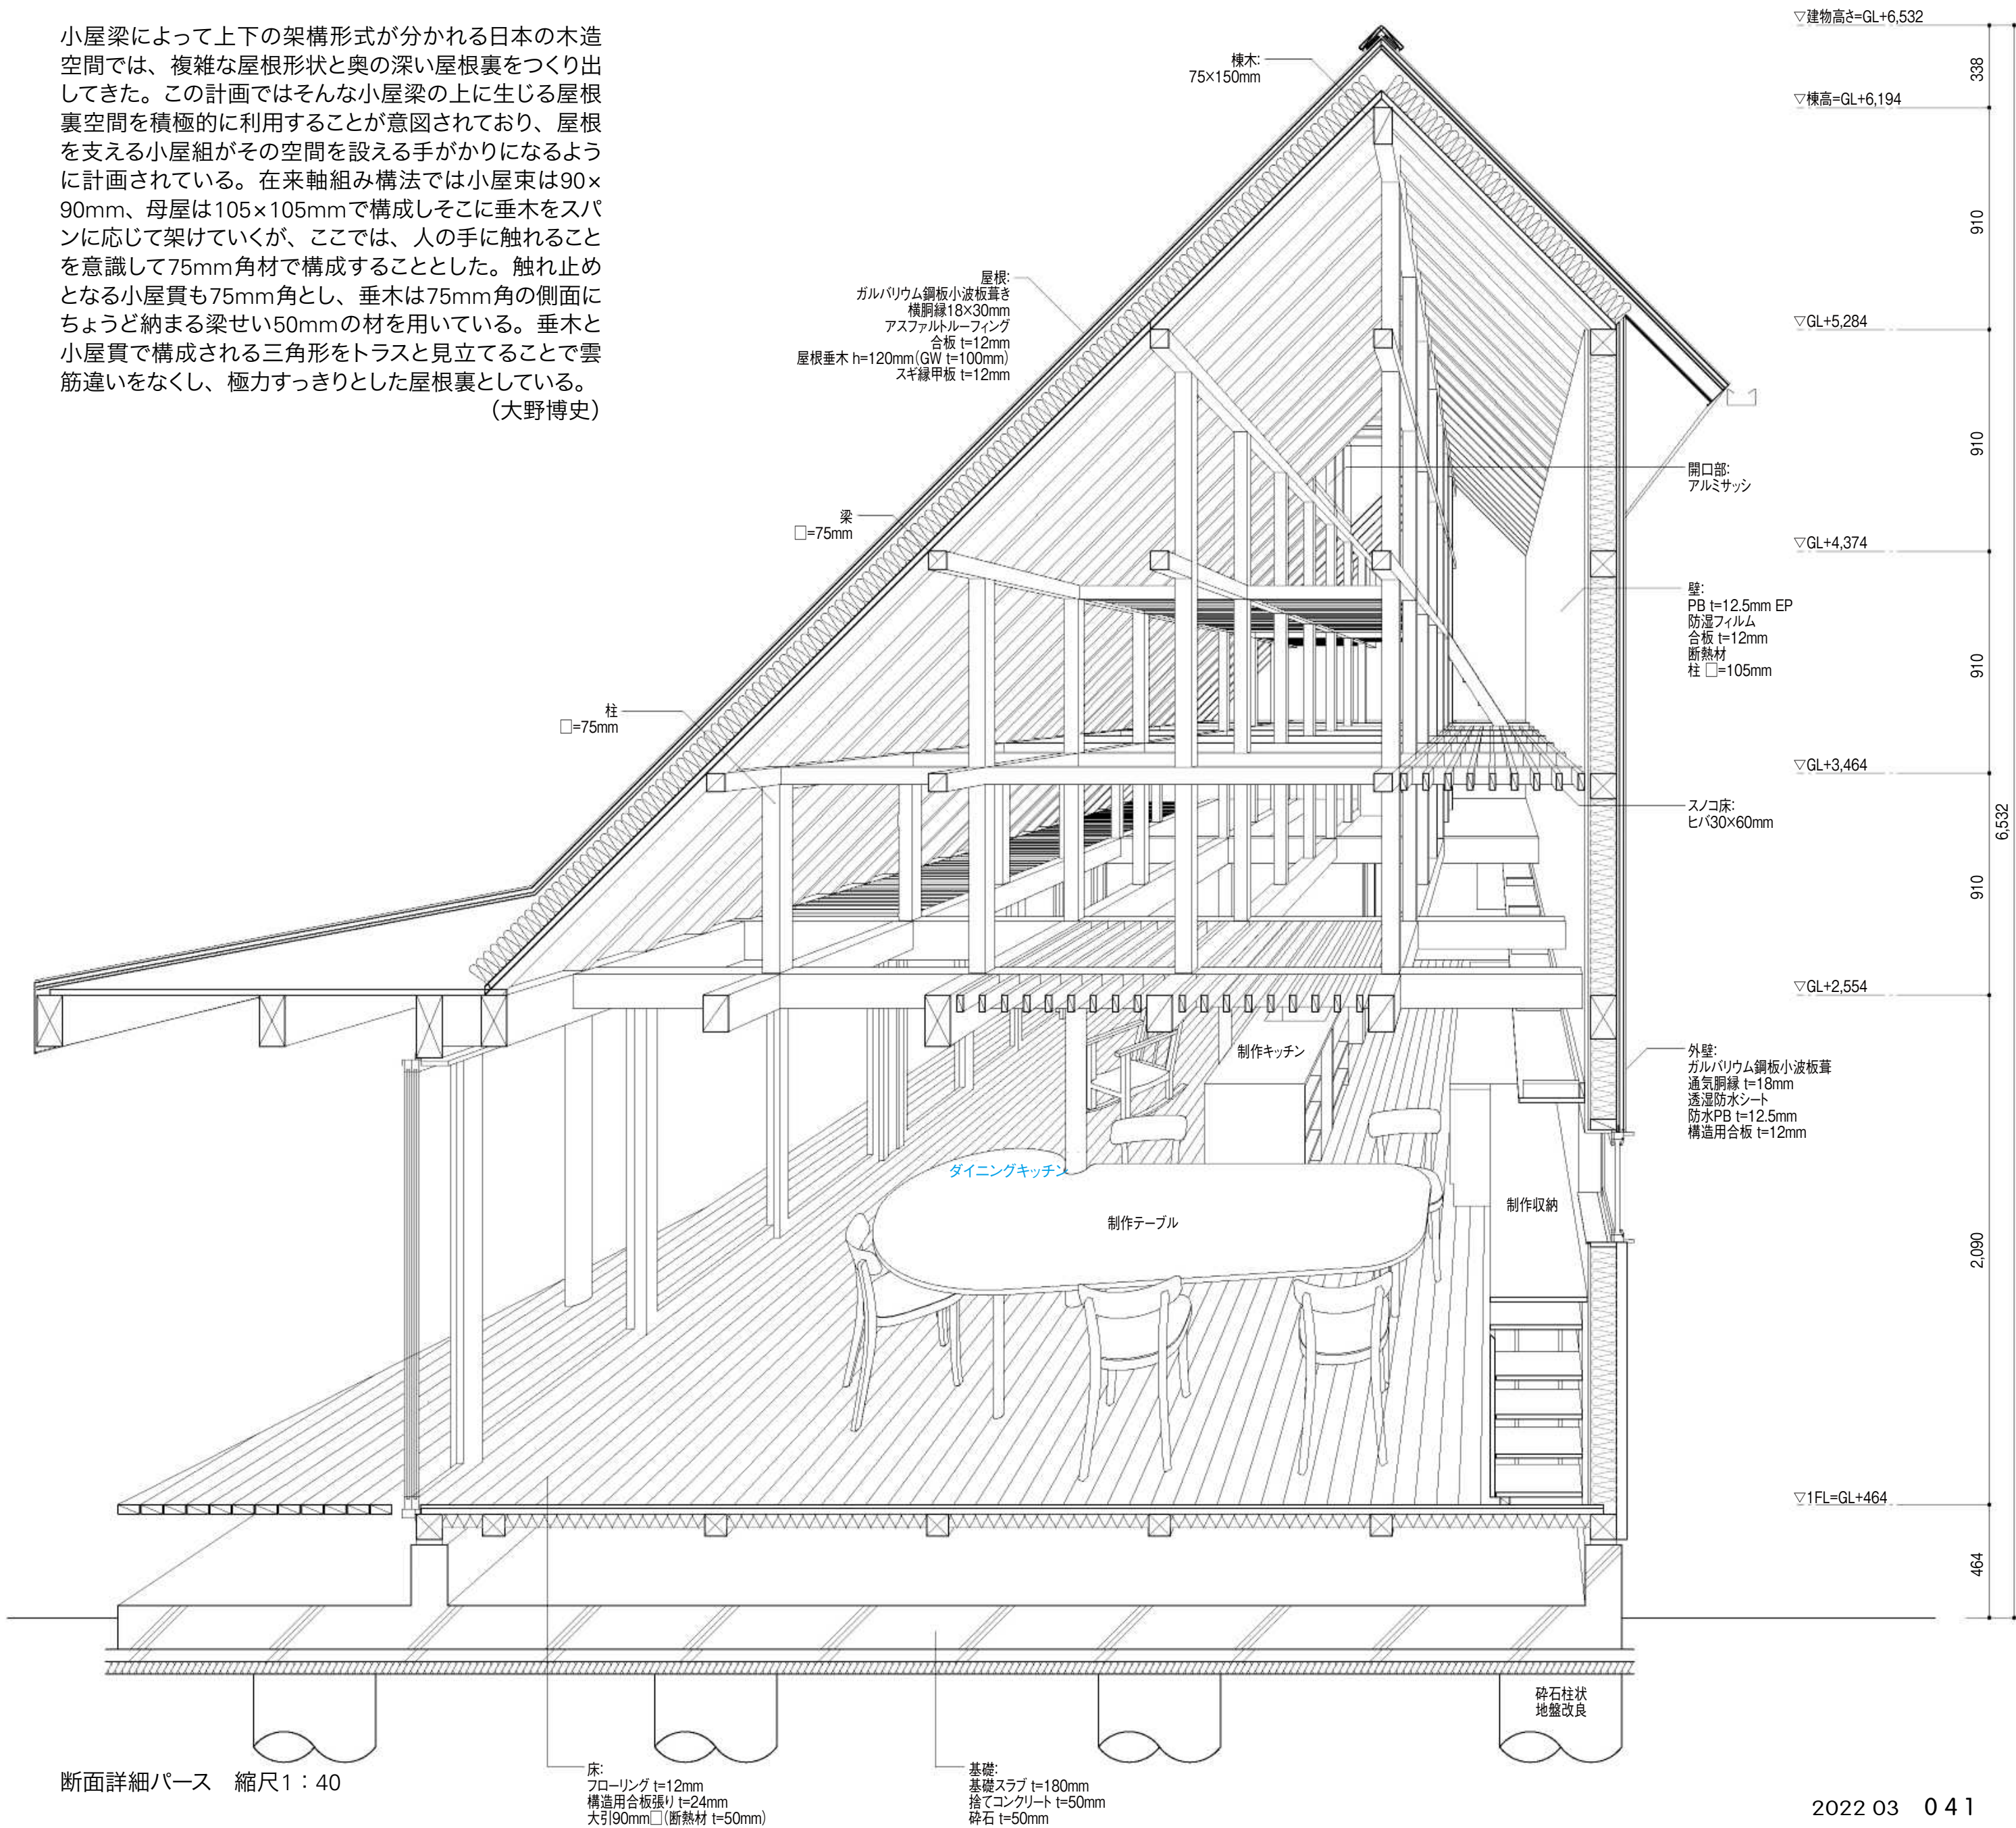 小屋梁によって上下の架構形式が分かれる日本の木造
空間では、複雑な屋根形状と奥の深い屋根裏をつくり出
してきた。この計画ではそんな小屋梁の上に生じる屋根
裏空間を積極的に利用することが意図されており、屋根
を支える小屋組がその空間を設える手がかりになるよう
に計画されている。在来軸組み構法では小屋束は90×
90mm、母屋は105×105mmで構成しそこに垂木をスパ
ンに応じて架けていくが、ここでは、人の手に触れること
を意識して75mm角材で構成することとした。触れ止め
となる小屋貫も75mm角とし、垂木は75mm角の側面に
ちょうど納まる梁せい50mmの材を用いている。垂木と
小屋貫で構成される三角形をトラスと見立てることで雲
筋違いをなくし、極力すっきりとした屋根裏としている。
(大野博史)
棟木:
75×150mm
屋根:
ガルバリウム鋼板小波板葺き
横胴縁18×30mm
アスファルトルーフィング
合板 t=12mm
屋根垂木 h=120mm(GW t=100mm)
スギ縁甲板 t=12mm
梁
□=75mm
柱
□=75mm
開口部:
アルミサッシ
壁:
PB t=12.5mm EP
防湿フィルム
合板 t=12mm
断熱材
柱 □=105mm
スノコ床:
ヒバ30×60mm
外壁:
ガルバリウム鋼板小波板葺
通気胴縁 t=18mm
透湿防水シート
防水PB t=12.5mm
構造用合板 t=12mm
▽建物高さ=GL+6,532
▽棟高=GL+6,194
▽GL+5,284
▽GL+4,374
▽GL+3,464
▽GL+2,554
▽1FL=GL+464
338
910
910
910
910
2,090
464
6,532
制作キッチン
ダイニングキッチン
制作テーブル
制作収納
砕石柱状
地盤改良
床:
フローリング t=12mm
構造用合板張り t=24mm
大引90mm□(断熱材 t=50mm)
基礎:
基礎スラブ t=180mm
捨てコンクリート t=50mm
砕石 t=50mm
断面詳細パース 縮尺1:40
2022 03 041